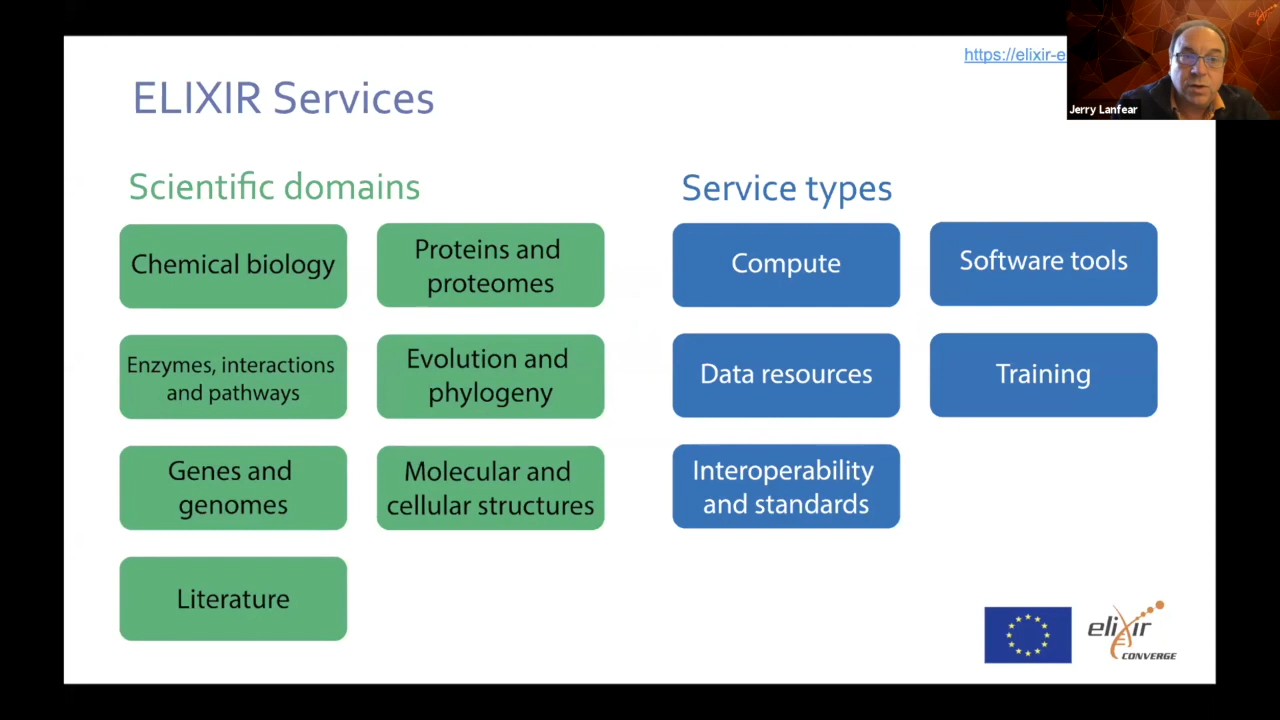 https://elixir-e
Jerry Lanfear
ELIXIR Services
Scientific domains
Chemical biology
Proteins and
proteomes
Enzymes, interactions
and pathways
Evolution and
phylogeny
Genes and
genomes
Molecular and
cellular structures
Literature
Service types
Compute
Software tools
Data resources
Training
Interoperability
and standards
elixir
CONVERGE